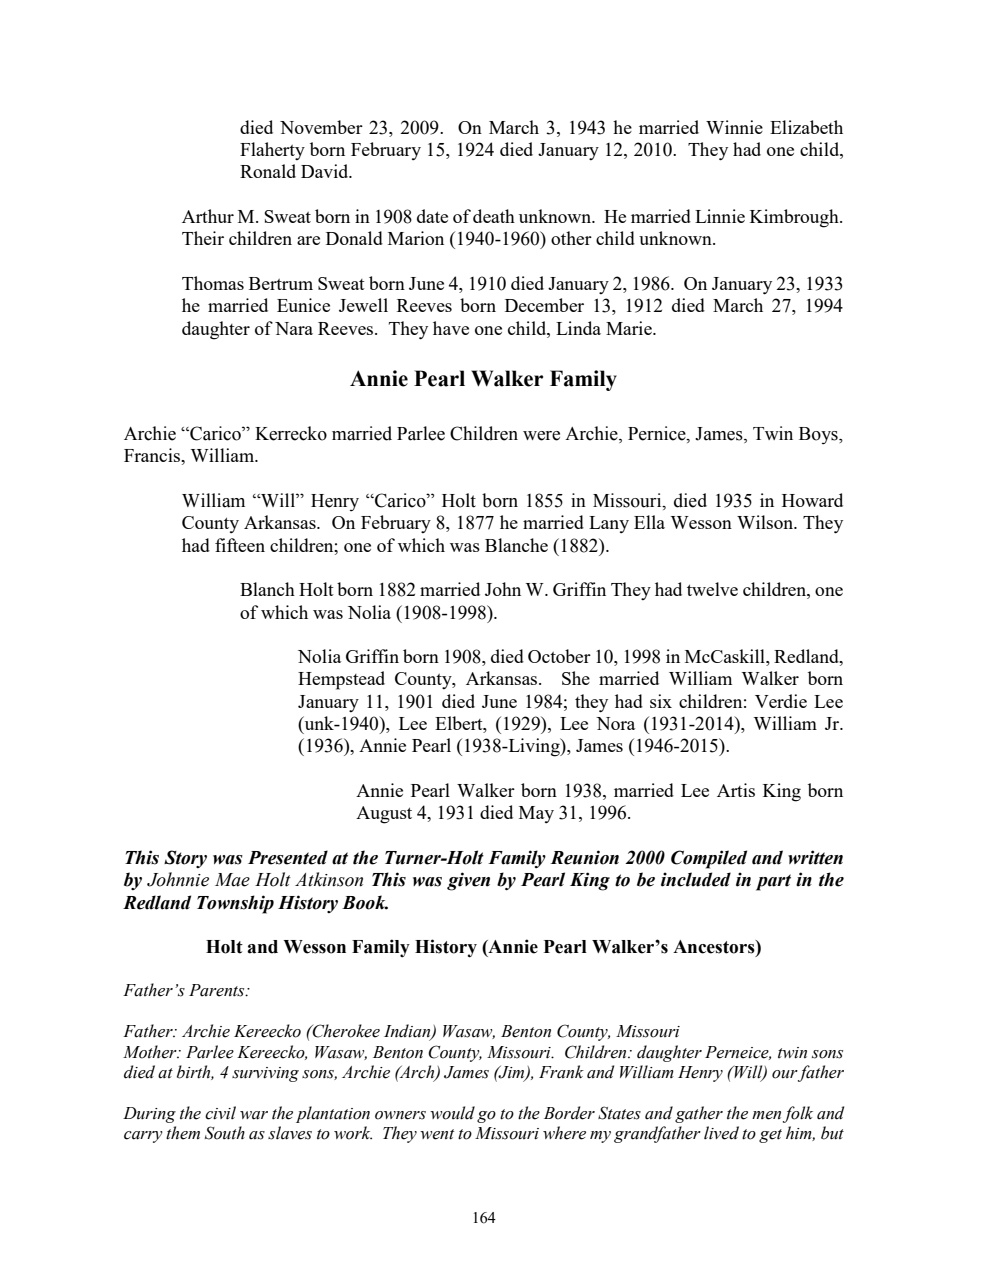 died November 23, 2009.  On March 3, 1943 he married Winnie Elizabeth
Flaherty born February 15, 1924 died January 12, 2010.  They had one child,
Ronald David.
Arthur M. Sweat born in 1908 date of death unknown.  He married Linnie Kimbrough.
Their children are Donald Marion (1940-1960) other child unknown.
Thomas Bertrum Sweat born June 4, 1910 died January 2, 1986.  On January 23, 1933
he married Eunice Jewell Reeves born December 13, 1912 died March 27, 1994
daughter of Nara Reeves.  They have one child, Linda Marie.
Annie Pearl Walker Family
Archie “Carico” Kerrecko married Parlee Children were Archie, Pernice, James, Twin Boys,
Francis, William.
William “Will” Henry “Carico” Holt born 1855 in Missouri, died 1935 in Howard
County Arkansas.  On February 8, 1877 he married Lany Ella Wesson Wilson. They
had fifteen children; one of which was Blanche (1882).
Blanch Holt born 1882 married John W. Griffin They had twelve children, one
of which was Nolia (1908-1998).
Nolia Griffin born 1908, died October 10, 1998 in McCaskill, Redland,
Hempstead County, Arkansas.  She married William Walker born
January 11, 1901 died June 1984; they had six children: Verdie Lee
(unk-1940), Lee Elbert, (1929), Lee Nora (1931-2014), William Jr.
(1936), Annie Pearl (1938-Living), James (1946-2015).
Annie Pearl Walker born 1938, married Lee Artis King born
August 4, 1931 died May 31, 1996.
This Story was Presented at the Turner-Holt Family Reunion 2000 Compiled and written
by Johnnie Mae Holt Atkinson This was given by Pearl King to be included in part in the
Redland Township History Book.
Holt and Wesson Family History (Annie Pearl Walker’s Ancestors)
Father’s Parents:
Father: Archie Kereecko (Cherokee Indian) Wasaw, Benton County, Missouri
Mother: Parlee Kereecko, Wasaw, Benton County, Missouri.  Children: daughter Perneice, twin sons
died at birth, 4 surviving sons, Archie (Arch) James (Jim), Frank and William Henry (Will) our father
During the civil war the plantation owners would go to the Border States and gather the men folk and
carry them South as slaves to work.  They went to Missouri where my grandfather lived to get him, but
164